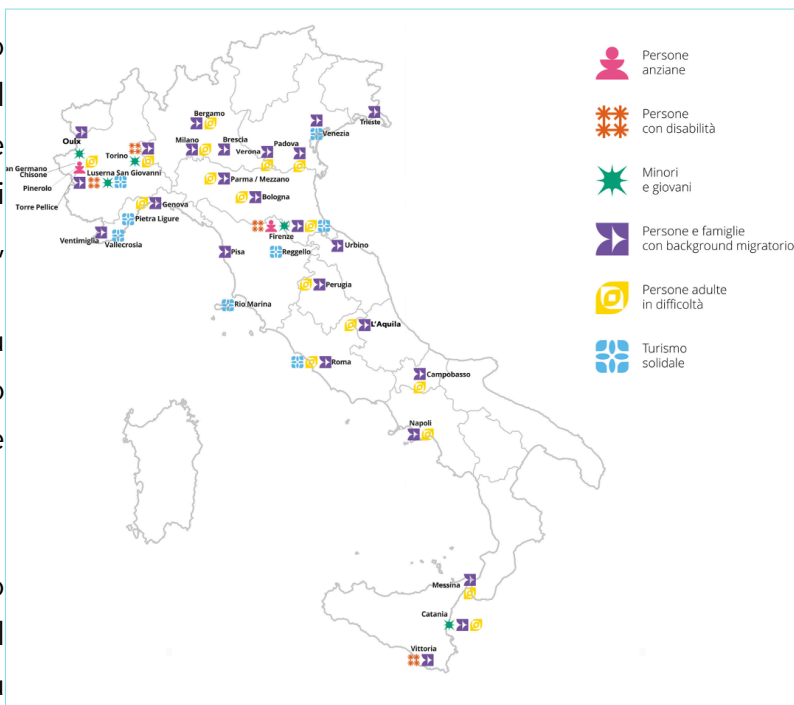 Persone
anziane
Persone
con disabilità
Minori
e giovani
Persone e famiglie
con background migratorio
Persone adulte
in difficoltà
Turismo
solidale
Bergamo
Trieste
Venezia
Oulx
Milano
Brescia
Padova
Verona
Torino
Chisone
Luserna San Giovanni
Parma / Mezzano
Pinerolo
Bologna
Torre Pellice
Genova
Pietra Ligure
Ventimiglia
Vallecrosia
Firenze
Urbino
Pisa
Reggello
Perugia
Rio Marina
L'Aquila
Roma
Campobasso
Napoli
Messina
Catania
Vittoria